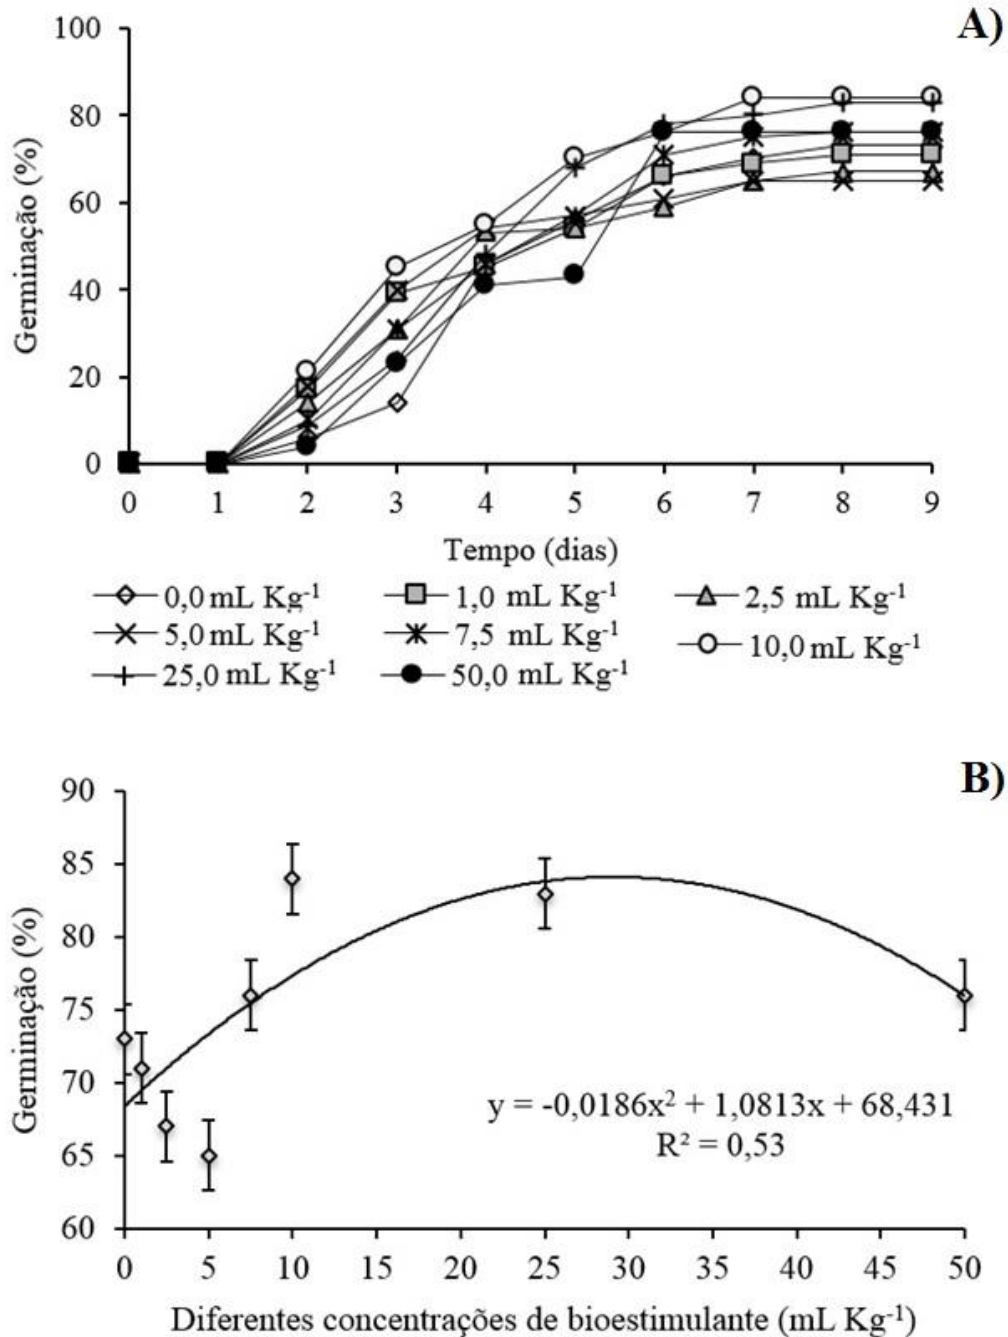 A)
100
80
60
40
20
0
Germinação (%)
0 1 2 3 4 5 6 7 8 9
Tempo (dias)
0,0 mL Kg⁻¹ 1,0 mL Kg⁻¹ 2,5 mL Kg⁻¹
5,0 mL Kg⁻¹ 7,5 mL Kg⁻¹ 10,0 mL Kg⁻¹
25,0 mL Kg⁻¹ 50,0 mL Kg⁻¹
B)
90
85
80
75
70
65
60
Germinação (%)
y = -0,0186x² + 1,0813x + 68,431
R² = 0,53
0 5 10 15 20 25 30 35 40 45 50
Diferentes concentrações de bioestimulante (mL Kg⁻¹)